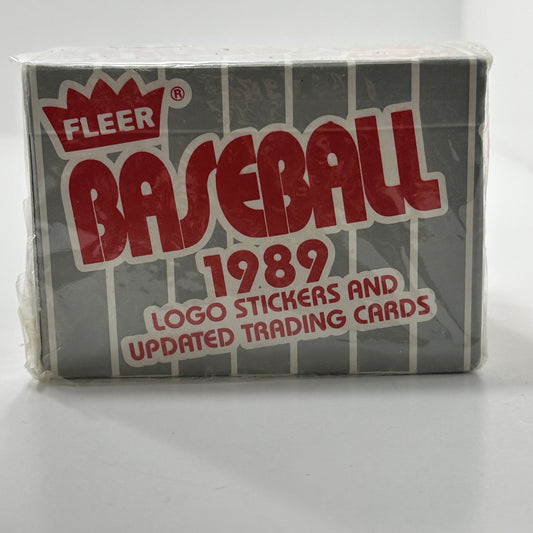 FLEER®
BASEBALL
1989
LOGO STICKERS AND
UPDATED TRADING CARDS